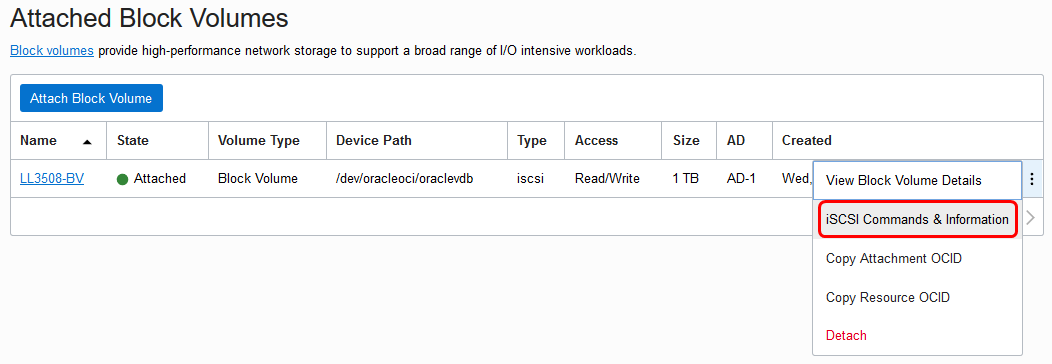 Attached Block Volumes
Block volumes provide high-performance network storage to support a broad range of I/O intensive workloads.
Attach Block Volume
Name State Volume Type Device Path Type Access Size AD Created
LL3508-BV Attached Block Volume /dev/oracleoci/oraclevdb iscsi Read/Write 1 TB AD-1 Wed,
View Block Volume Details
iSCSI Commands & Information
Copy Attachment OCID
Copy Resource OCID
Detach